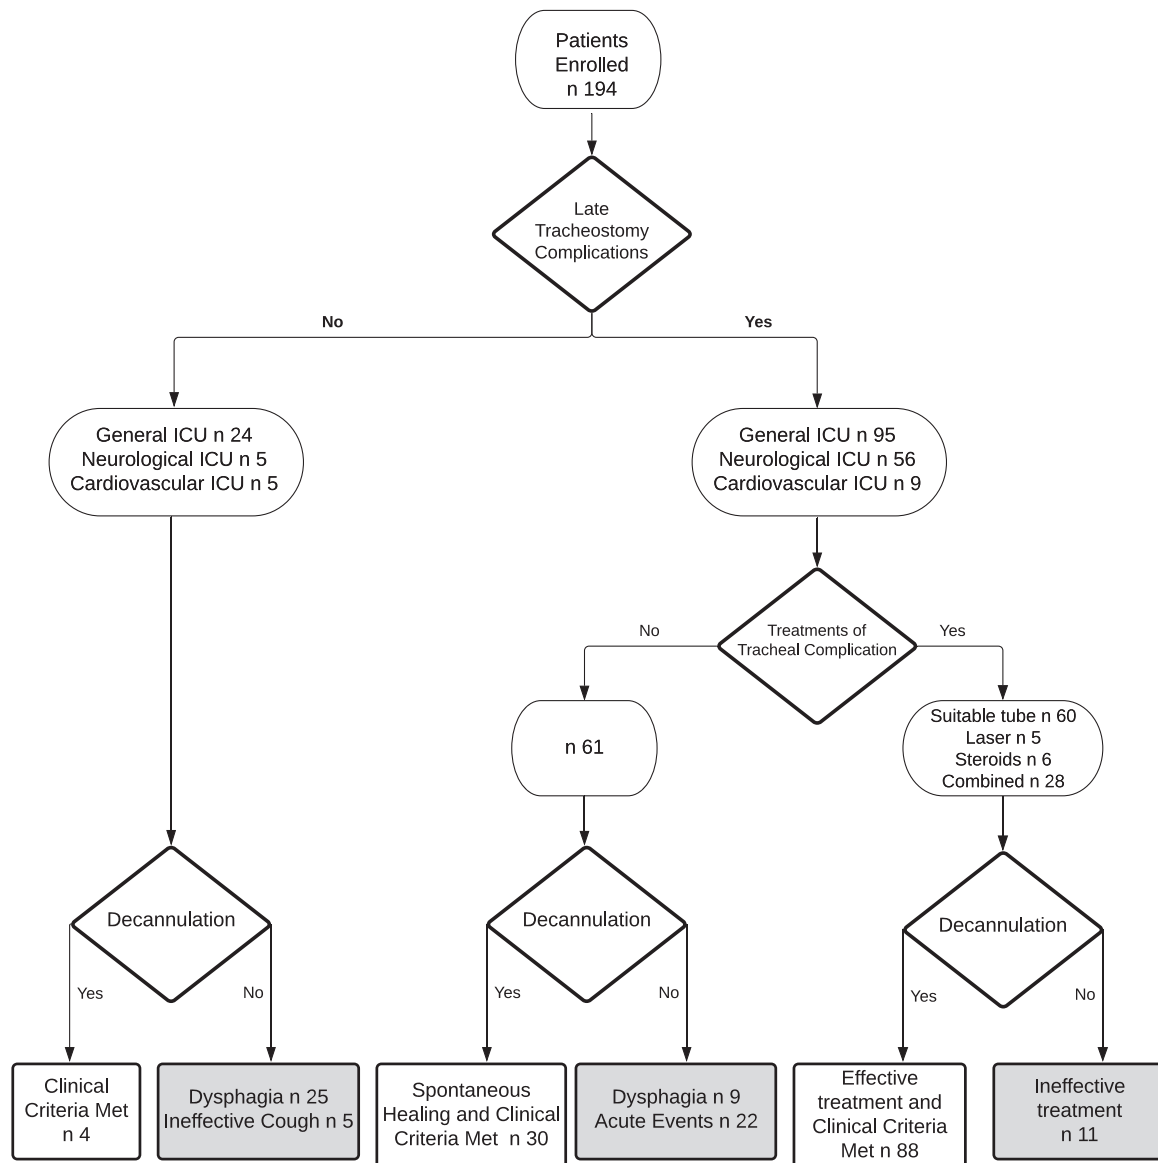 Patients
Enrolled
n 194
Late
Tracheostomy
Complications
No
Yes
General ICU n 24
Neurological ICU n 5
Cardiovascular ICU n 5
General ICU n 95
Neurological ICU n 56
Cardiovascular ICU n 9
No
Treatments of
Tracheal Complication
Yes
n 61
Suitable tube n 60
Laser n 5
Steroids n 6
Combined n 28
Decannulation
Decannulation
Decannulation
Yes
No
Yes
No
Yes
No
Clinical
Criteria Met
n 4
Dysphagia n 25
Ineffective Cough n 5
Spontaneous
Healing and Clinical
Criteria Met n 30
Dysphagia n 9
Acute Events n 22
Effective
treatment and
Clinical Criteria
Met n 88
Ineffective
treatment
n 11